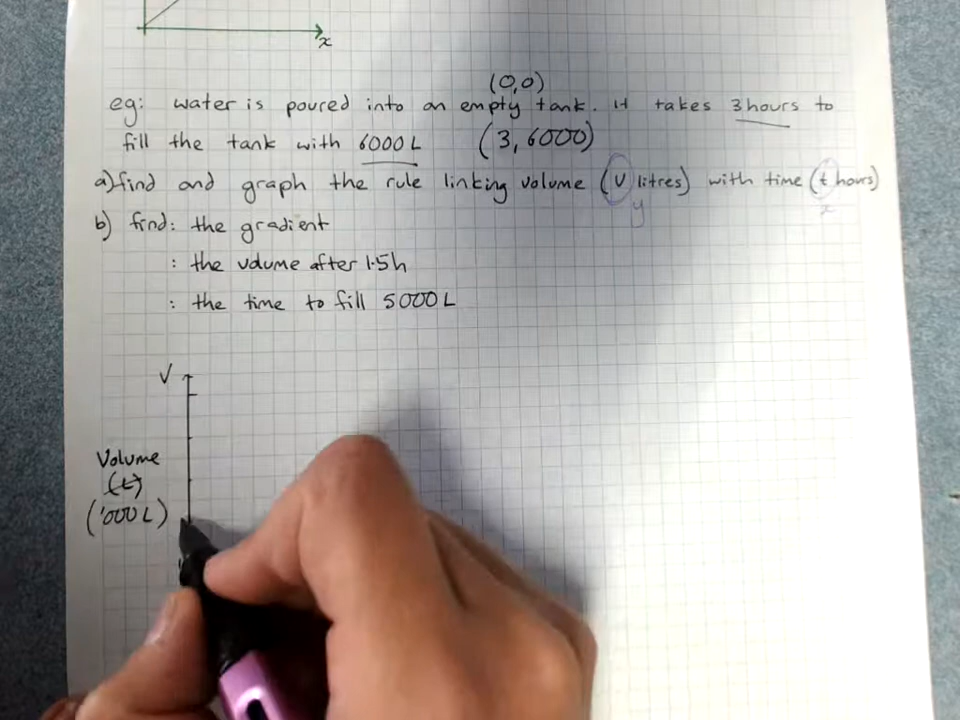 x
(0,0)
eg: water is poured into an empty tank. It takes 3 hours to
fill the tank with 6000 L (3, 6000)
a) find and graph the rule linking volume (V litres) with time (t hours)
y x
b) find: the gradient
: the volume after 1.5h
: the time to fill 5000 L
V
Volume
(L)
('000 L)